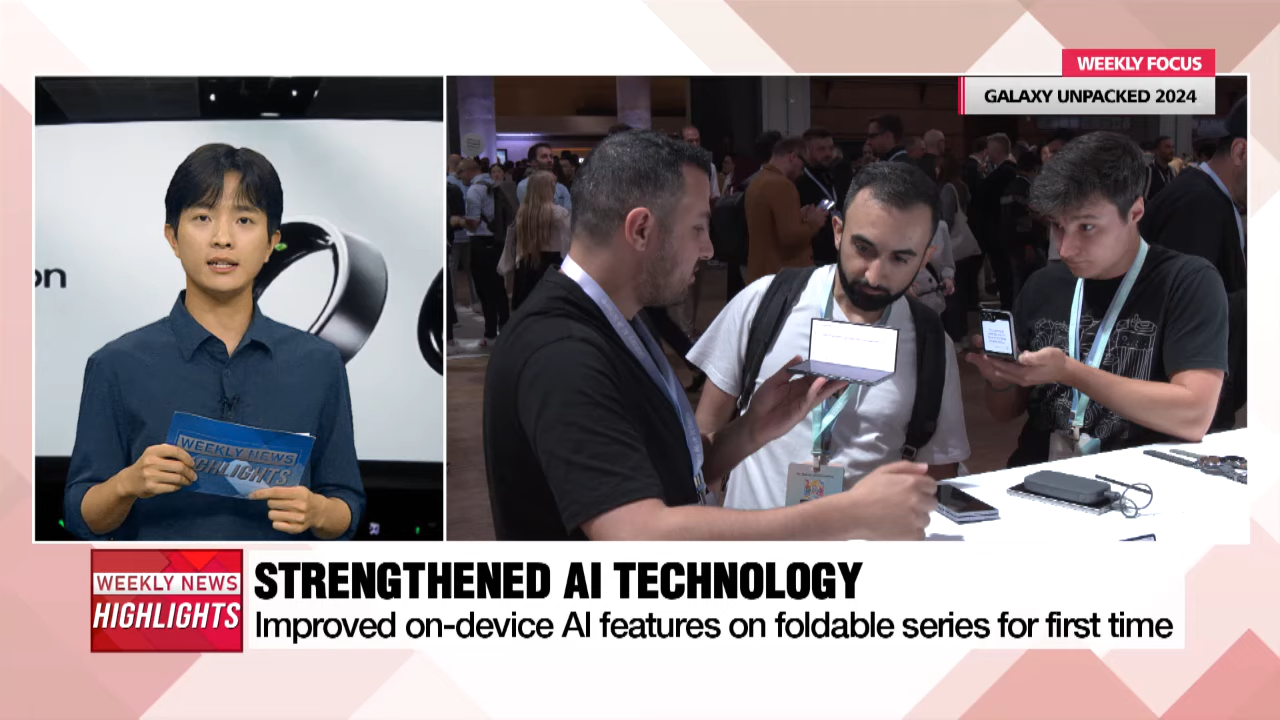 WEEKLY FOCUS
GALAXY UNPACKED 2024
on
WEEKLY NEWS
HIGHLIGHTS
WEEKLY NEWS
HIGHLIGHTS
STRENGTHENED AI TECHNOLOGY
Improved on-device AI features on foldable series for first time